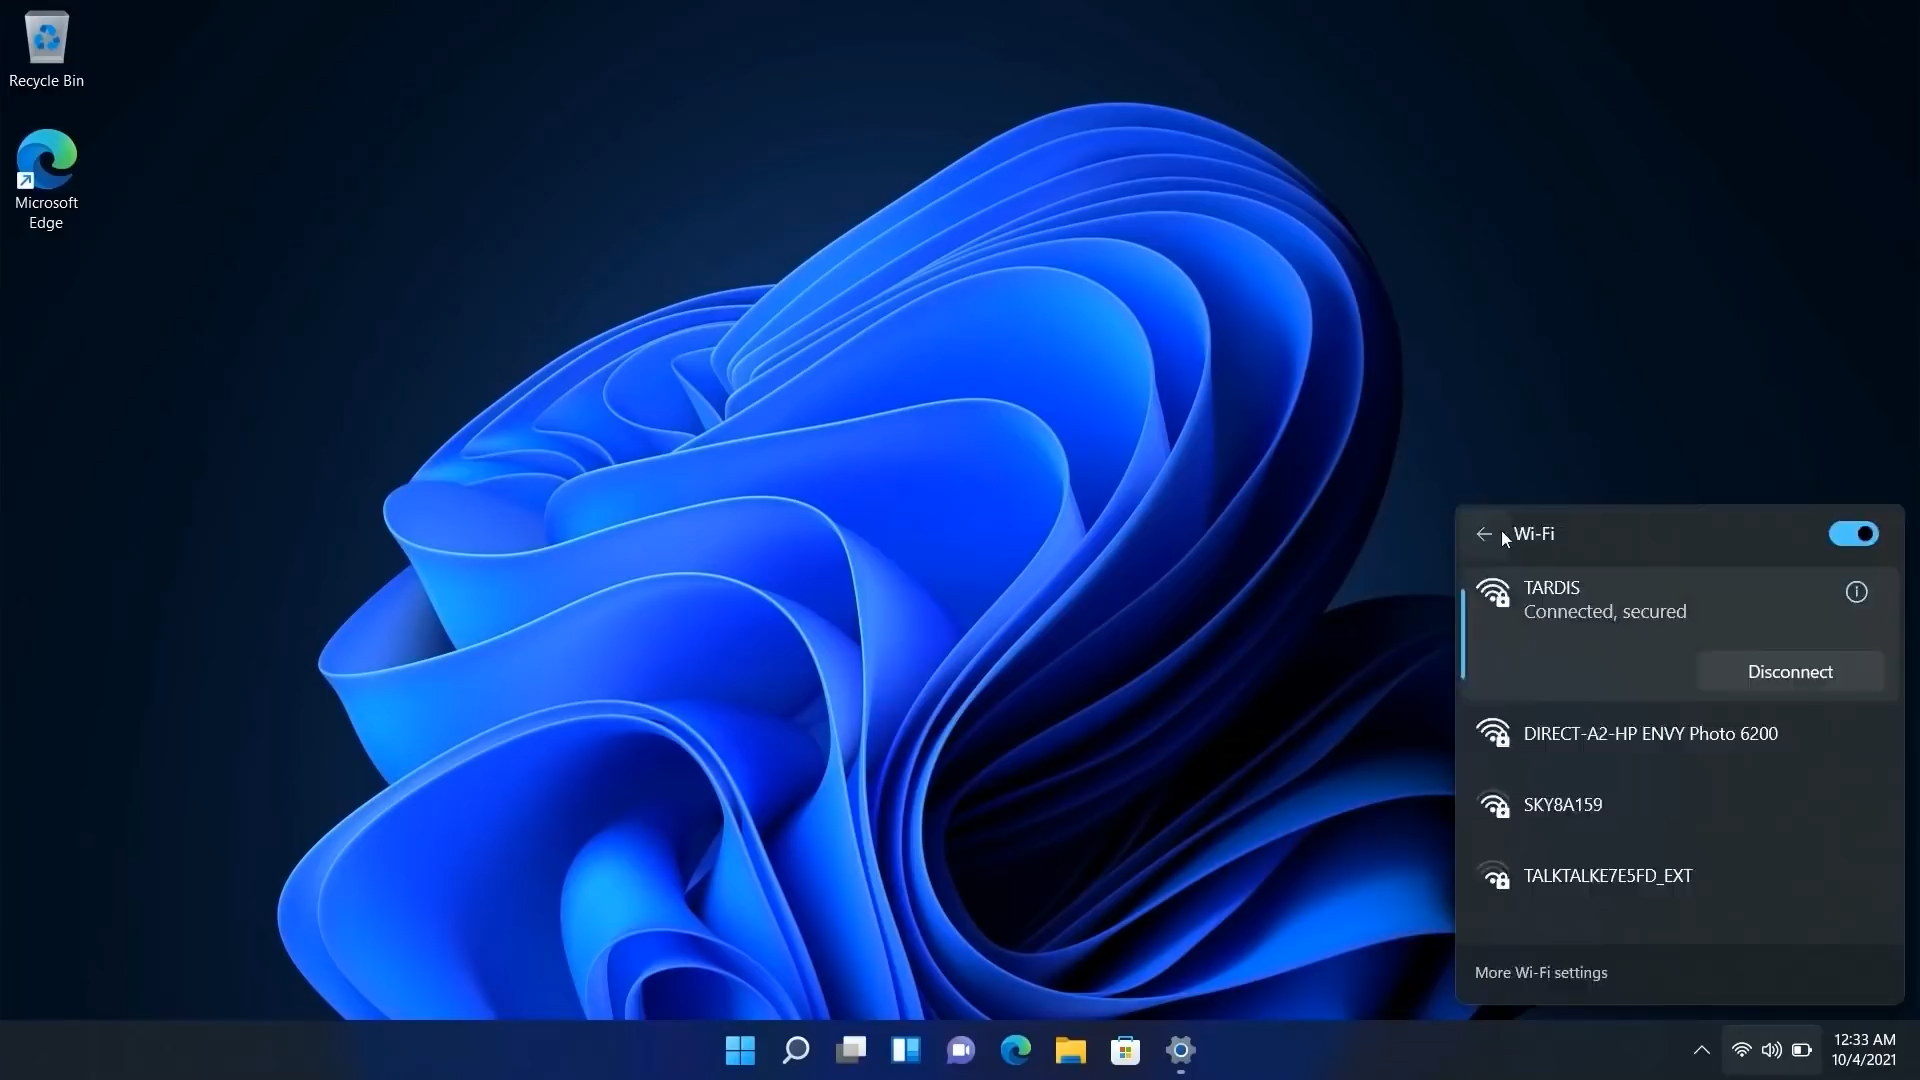 Recycle Bin
Microsoft
Edge
Wi-Fi
TARDIS
Connected, secured
Disconnect
DIRECT-A2-HP ENVY Photo 6200
SKY8A159
TALKTALKE7E5FD_EXT
More Wi-Fi settings
12:33 AM
10/4/2021